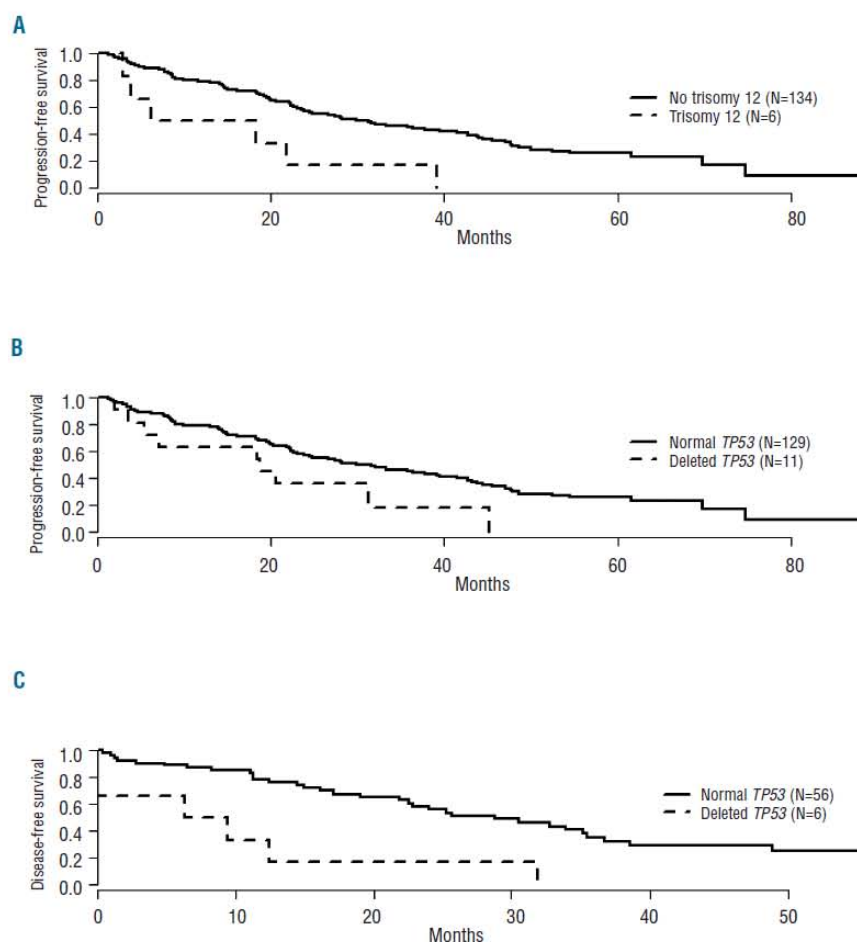 A
Progression-free survival
1.0
0.8
0.6
0.4
0.2
0.0
No trisomy 12 (N=134)
Trisomy 12 (N=6)
0 20 40 60 80
Months
B
Progression-free survival
1.0
0.8
0.6
0.4
0.2
0.0
Normal TP53 (N=129)
Deleted TP53 (N=11)
0 20 40 60 80
Months
C
Disease-free survival
1.0
0.8
0.6
0.4
0.2
0.0
Normal TP53 (N=56)
Deleted TP53 (N=6)
0 10 20 30 40 50
Months